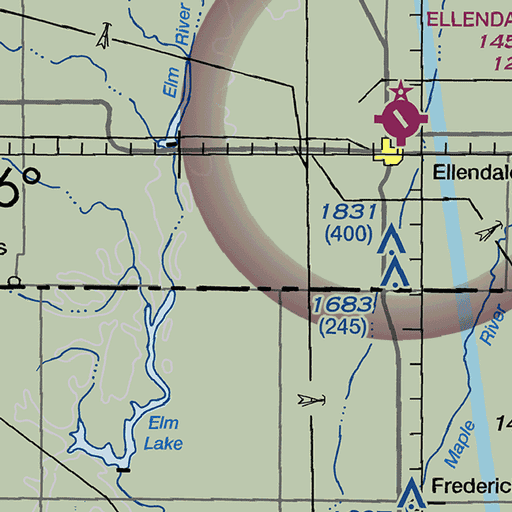 ELLENDA
145
12
Elm
River
6°
Ellendale
1831
(400)
s
1683
(245)
River
Elm
Lake
Maple
14
Frederic